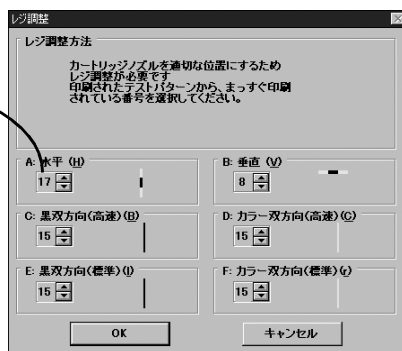 レジ調整
レジ調整方法
カートリッジノズルを適切な位置にするため
レジ調整が必要です
印刷されたテストパターンから、まっすぐ印刷
されている番号を選択してください。
A: 水平 (H)
17
B: 垂直 (V)
8
C: 黒双方向(高速)(B)
15
D: カラー双方向(高速)(C)
15
E: 黒双方向(標準)(I)
15
F: カラー双方向(標準)(r)
15
OK
キャンセル